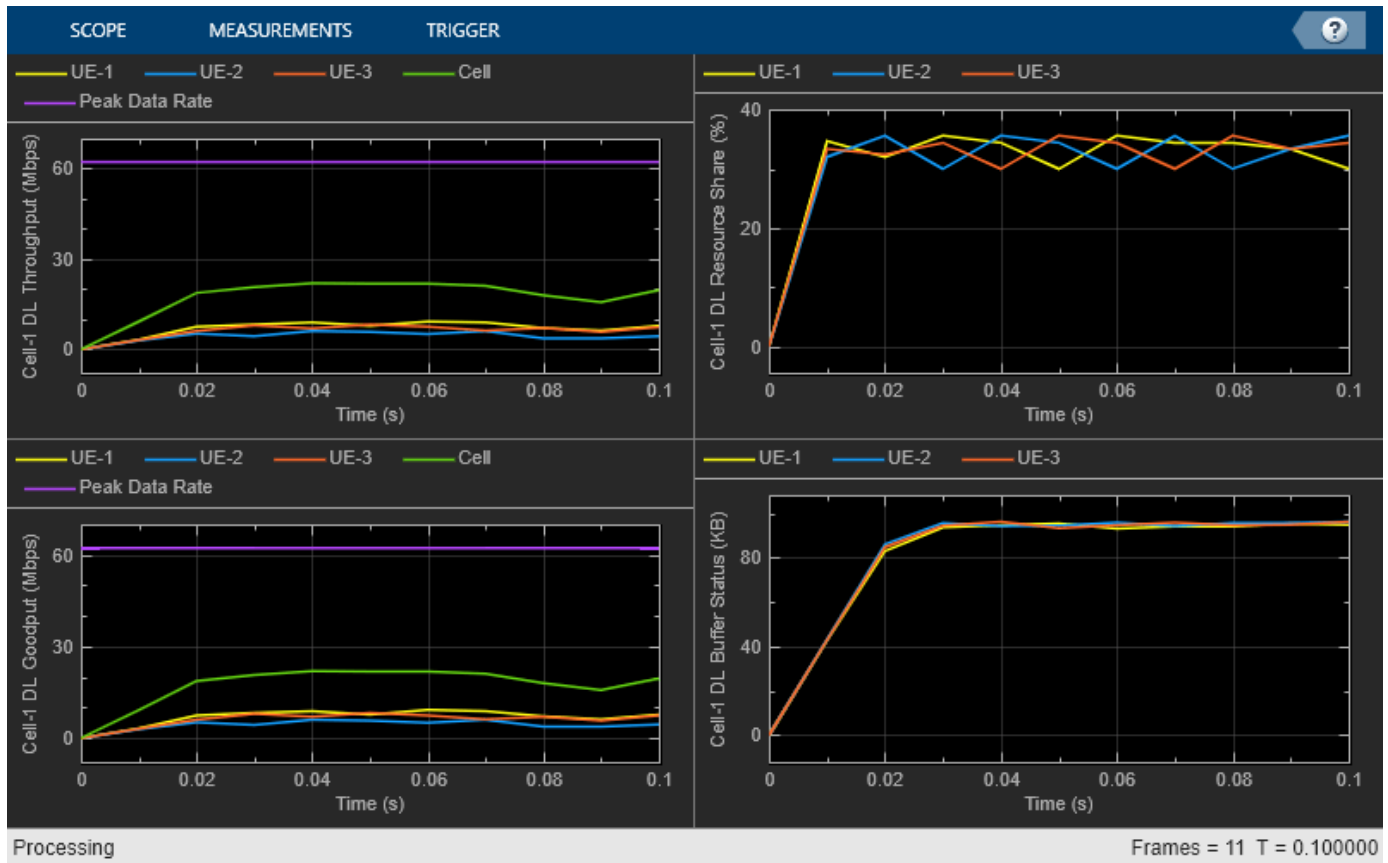 SCOPE MEASUREMENTS TRIGGER ?
UE-1 UE-2 UE-3 Cell
Peak Data Rate
Cell-1 DL Throughput (Mbps)
60
30
0
0 0.02 0.04 0.06 0.08 0.1
Time (s)
UE-1 UE-2 UE-3
Cell-1 DL Resource Share (%)
40
20
0
0 0.02 0.04 0.06 0.08 0.1
Time (s)
UE-1 UE-2 UE-3 Cell
Peak Data Rate
Cell-1 DL Goodput (Mbps)
60
30
0
0 0.02 0.04 0.06 0.08 0.1
Time (s)
UE-1 UE-2 UE-3
Cell-1 DL Buffer Status (KB)
80
40
0
0 0.02 0.04 0.06 0.08 0.1
Time (s)
Processing Frames = 11 T = 0.100000